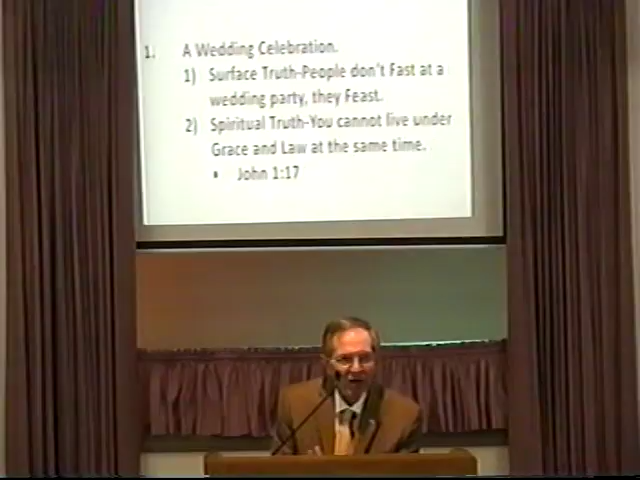 1. A Wedding Celebration.
1) Surface Truth-People don't Fast at a
wedding party, they Feast.
2) Spiritual Truth-You cannot live under
Grace and Law at the same time.
• John 1:17